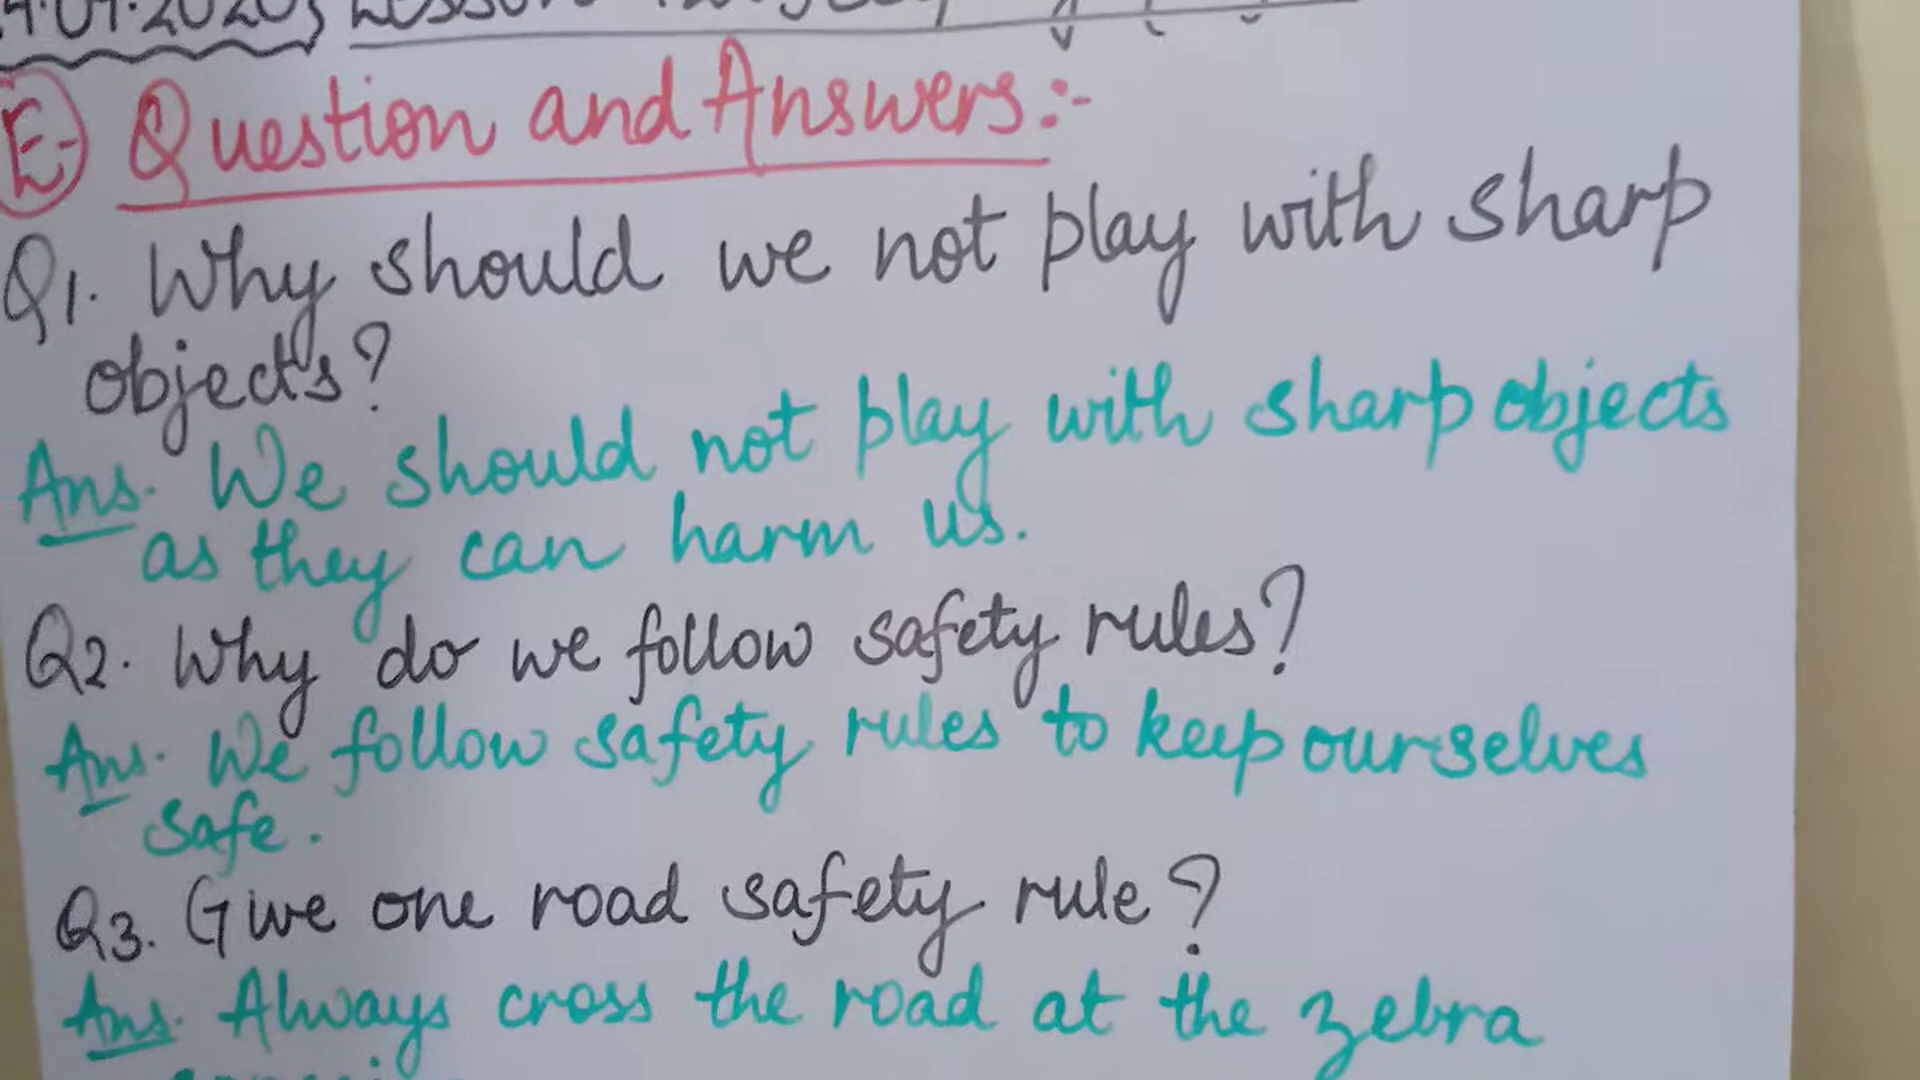 Lesson
E- Question and Answers:-
Q1. Why should we not play with sharp
objects?
Ans. We should not play with sharp objects
as they can harm us.
Q2. Why do we follow safety rules?
Ans. We follow safety rules to keep ourselves
safe.
Q3. Give one road safety rule?
Ans. Always cross the road at the zebra